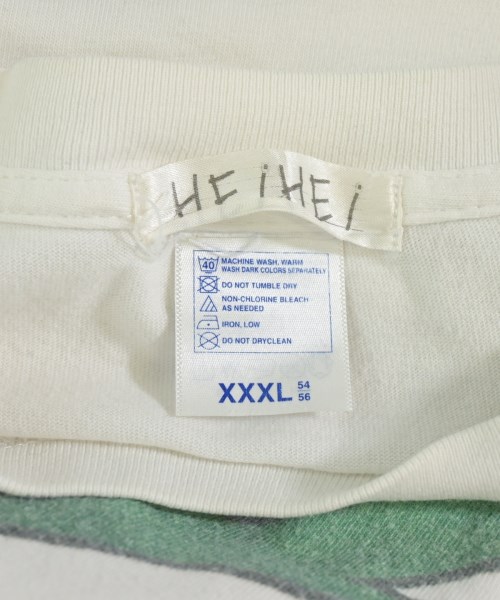 HEiHEi
40
MACHINE WASH, WARM
WASH DARK COLORS SEPARATELY
DO NOT TUMBLE DRY
NON-CHLORINE BLEACH
AS NEEDED
IRON, LOW
DO NOT DRYCLEAN
XXXL 54
56